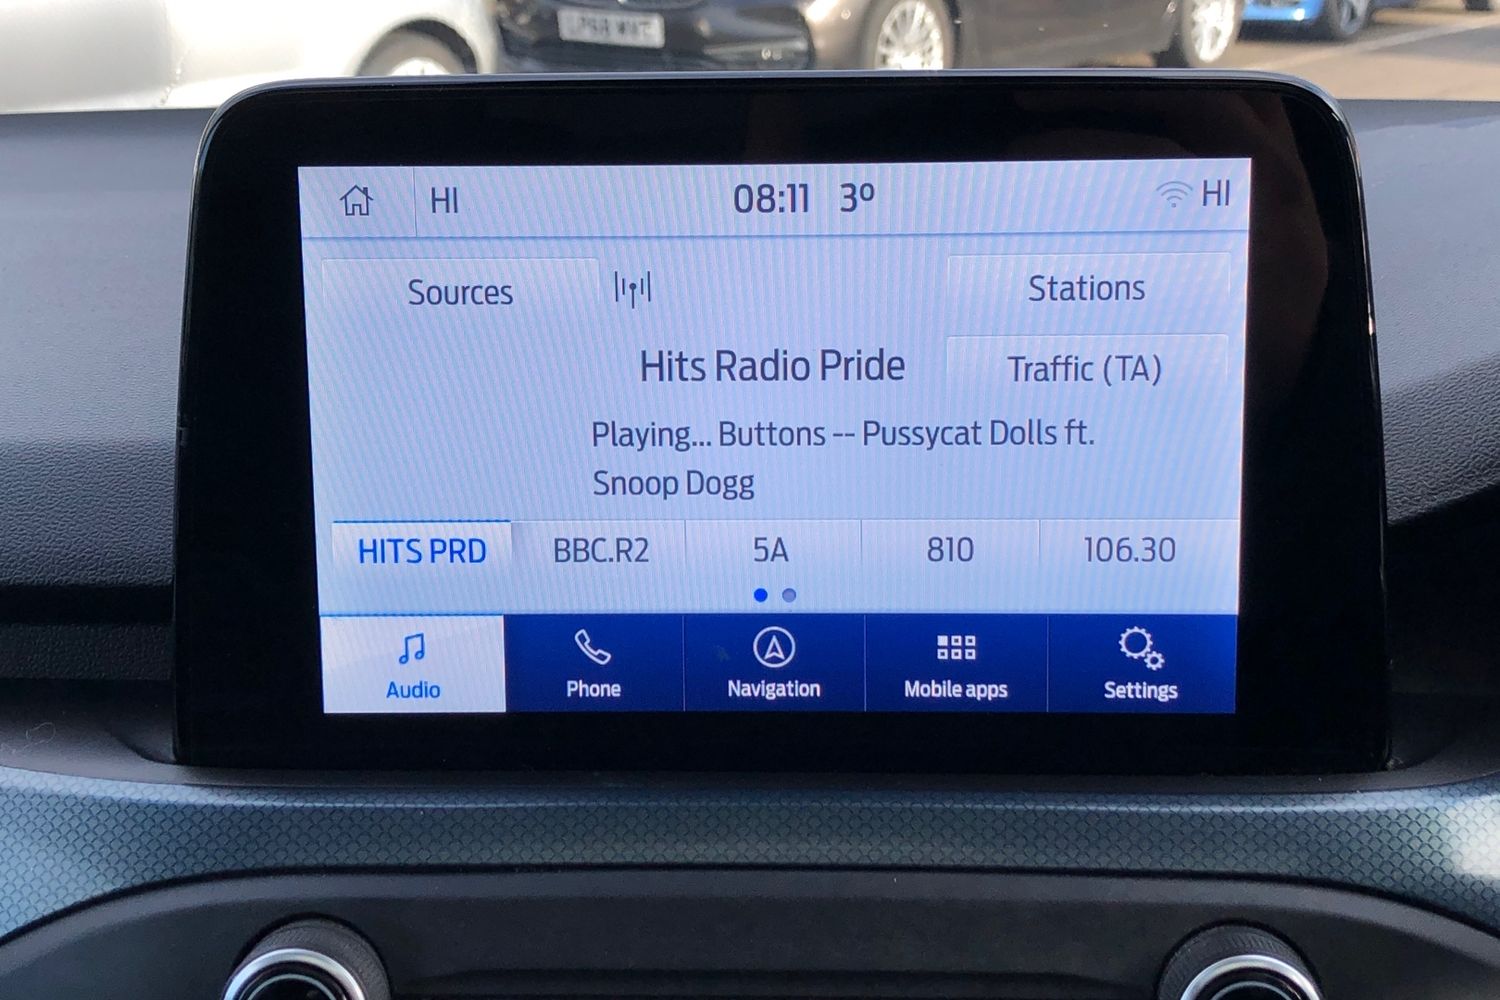 HI 08:11 3º HI
Sources Stations
Hits Radio Pride Traffic (TA)
Playing... Buttons -- Pussycat Dolls ft.
Snoop Dogg
HITS PRD BBC.R2 5A 810 106.30
Audio Phone Navigation Mobile apps Settings